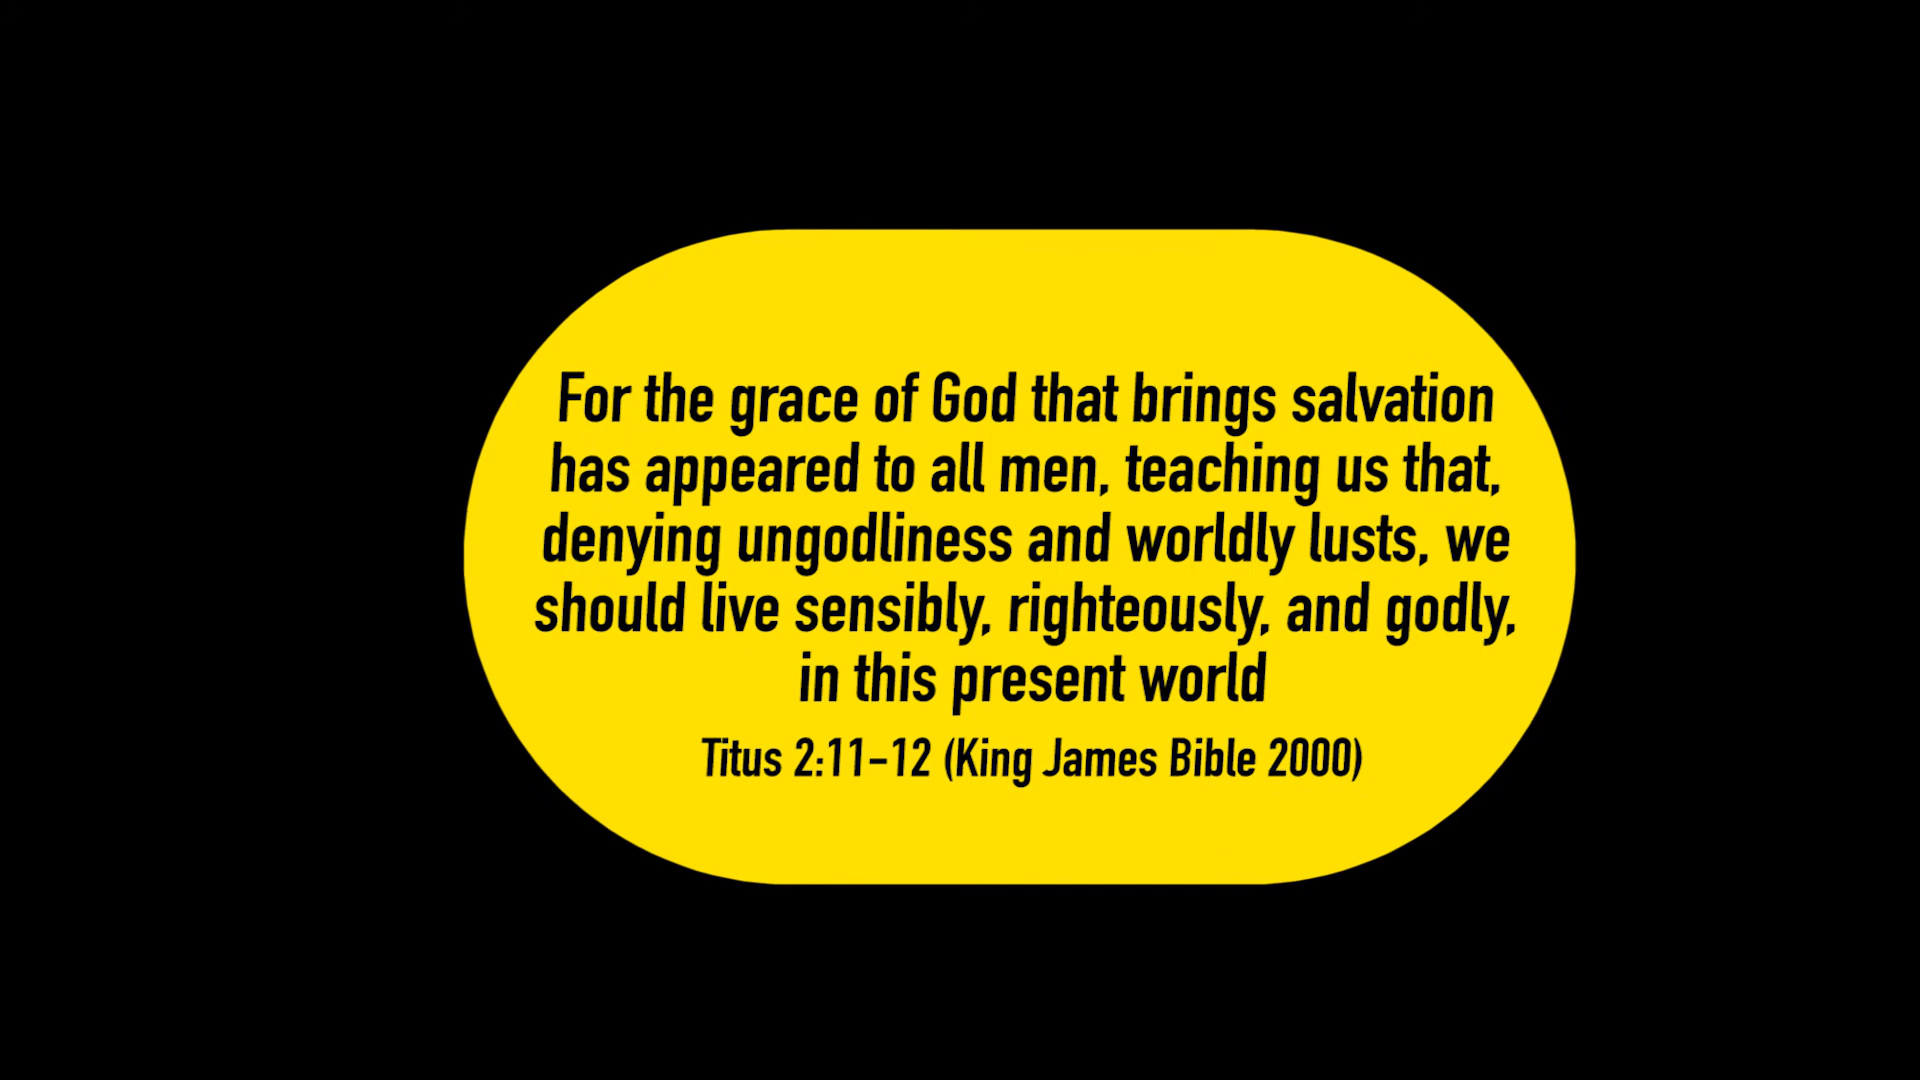 For the grace of God that brings salvation
has appeared to all men, teaching us that,
denying ungodliness and worldly lusts, we
should live sensibly, righteously, and godly,
in this present world
Titus 2:11-12 (King James Bible 2000)